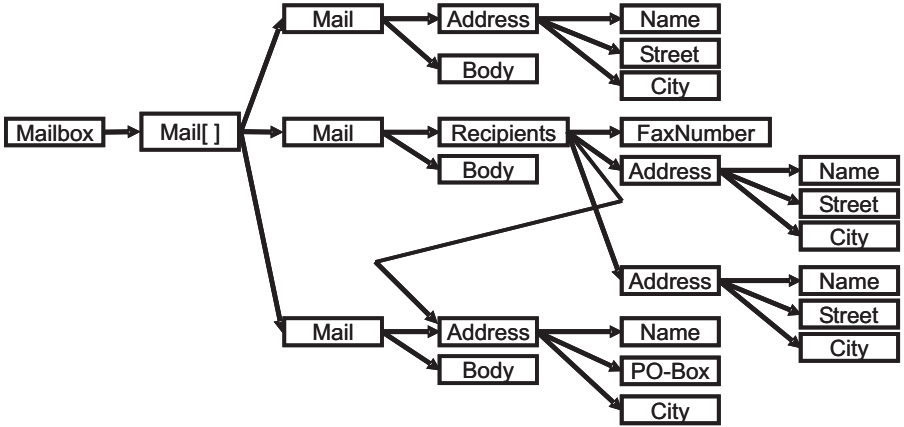 Mail Address Name
Street
Body
City
Mailbox Mail[ ] Mail Recipients FaxNumber
Body Address Name
Street
City
Address Name
Street
Mail Address Name
City
Body PO-Box
City